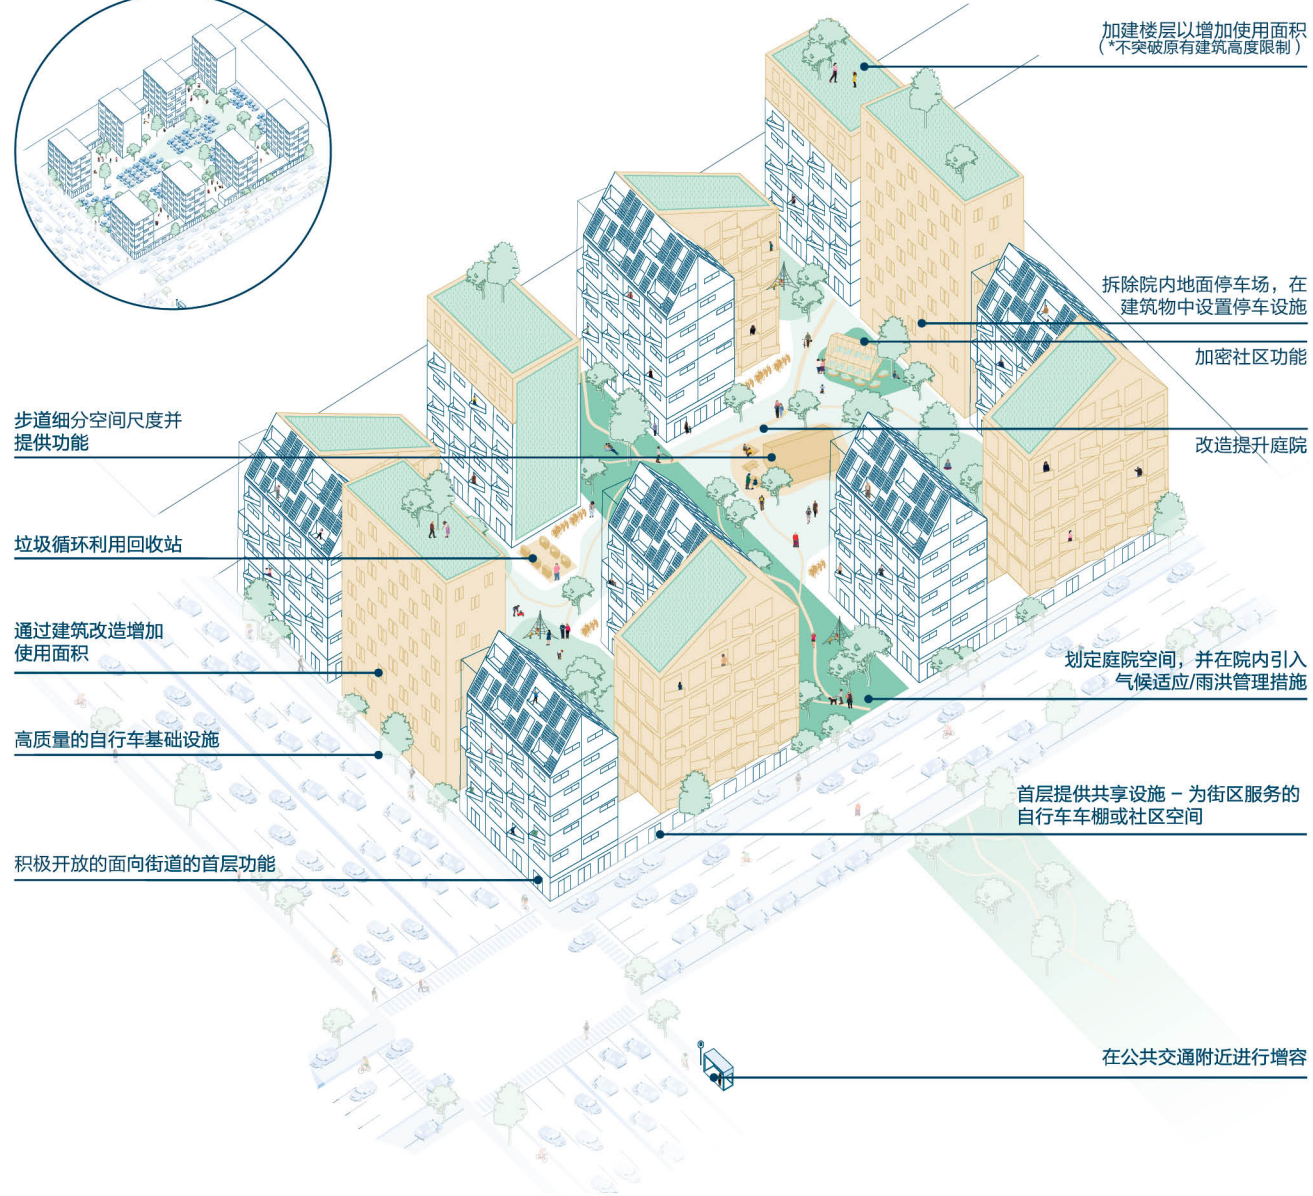 加建楼层以增加使用面积
（*不突破原有建筑高度限制）
拆除院内地面停车场，在
建筑物中设置停车设施
加密社区功能
步道细分空间尺度并
提供功能
改造提升庭院
垃圾循环利用回收站
通过建筑改造增加
使用面积
划定庭院空间，并在院内引入
气候适应/雨洪管理措施
高质量的自行车基础设施
首层提供共享设施 – 为街区服务的
自行车车棚或社区空间
积极开放的面向街道的首层功能
在公共交通附近进行增容